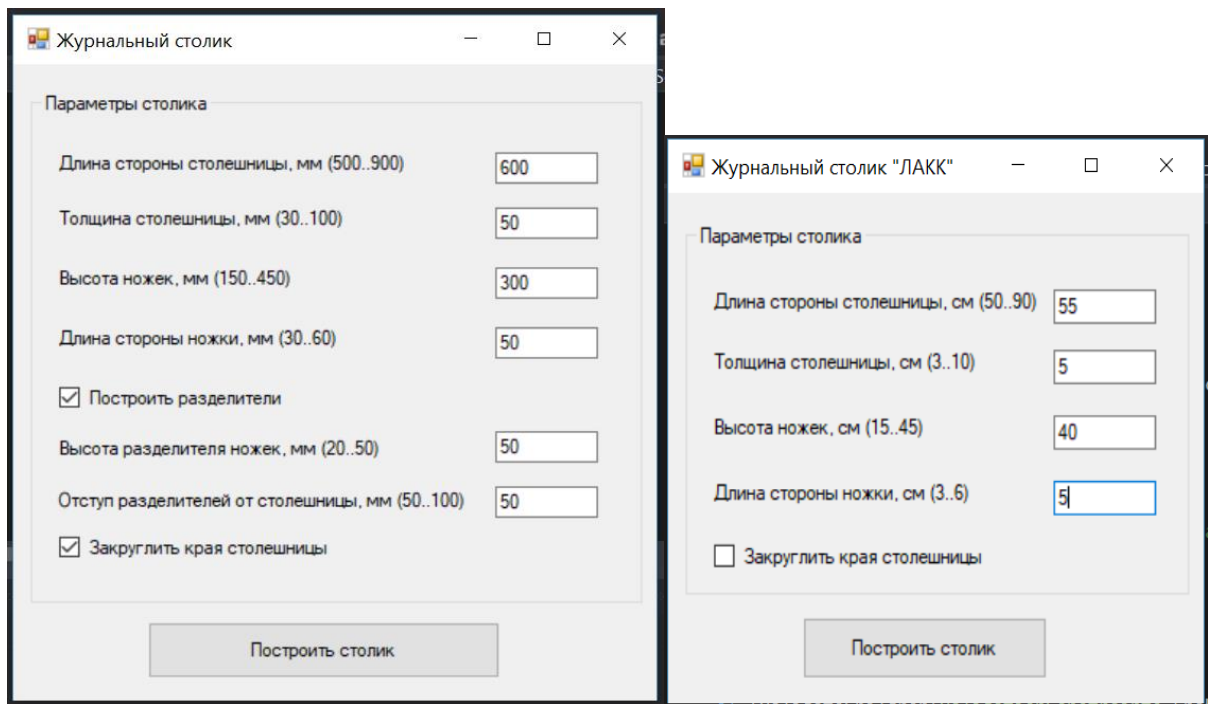 Журнальный столик
Параметры столика
Длина стороны столешницы, мм (500..900)
600
Толщина столешницы, мм (30..100)
50
Высота ножек, мм (150..450)
300
Длина стороны ножки, мм (30..60)
50
Построить разделители
Высота разделителя ножек, мм (20..50)
50
Отступ разделителей от столешницы, мм (50..100)
50
Закруглить края столешницы
Построить столик
Журнальный столик "ЛАКК"
Параметры столика
Длина стороны столешницы, см (50..90)
55
Толщина столешницы, см (3..10)
5
Высота ножек, см (15..45)
40
Длина стороны ножки, см (3..6)
5
Закруглить края столешницы
Построить столик